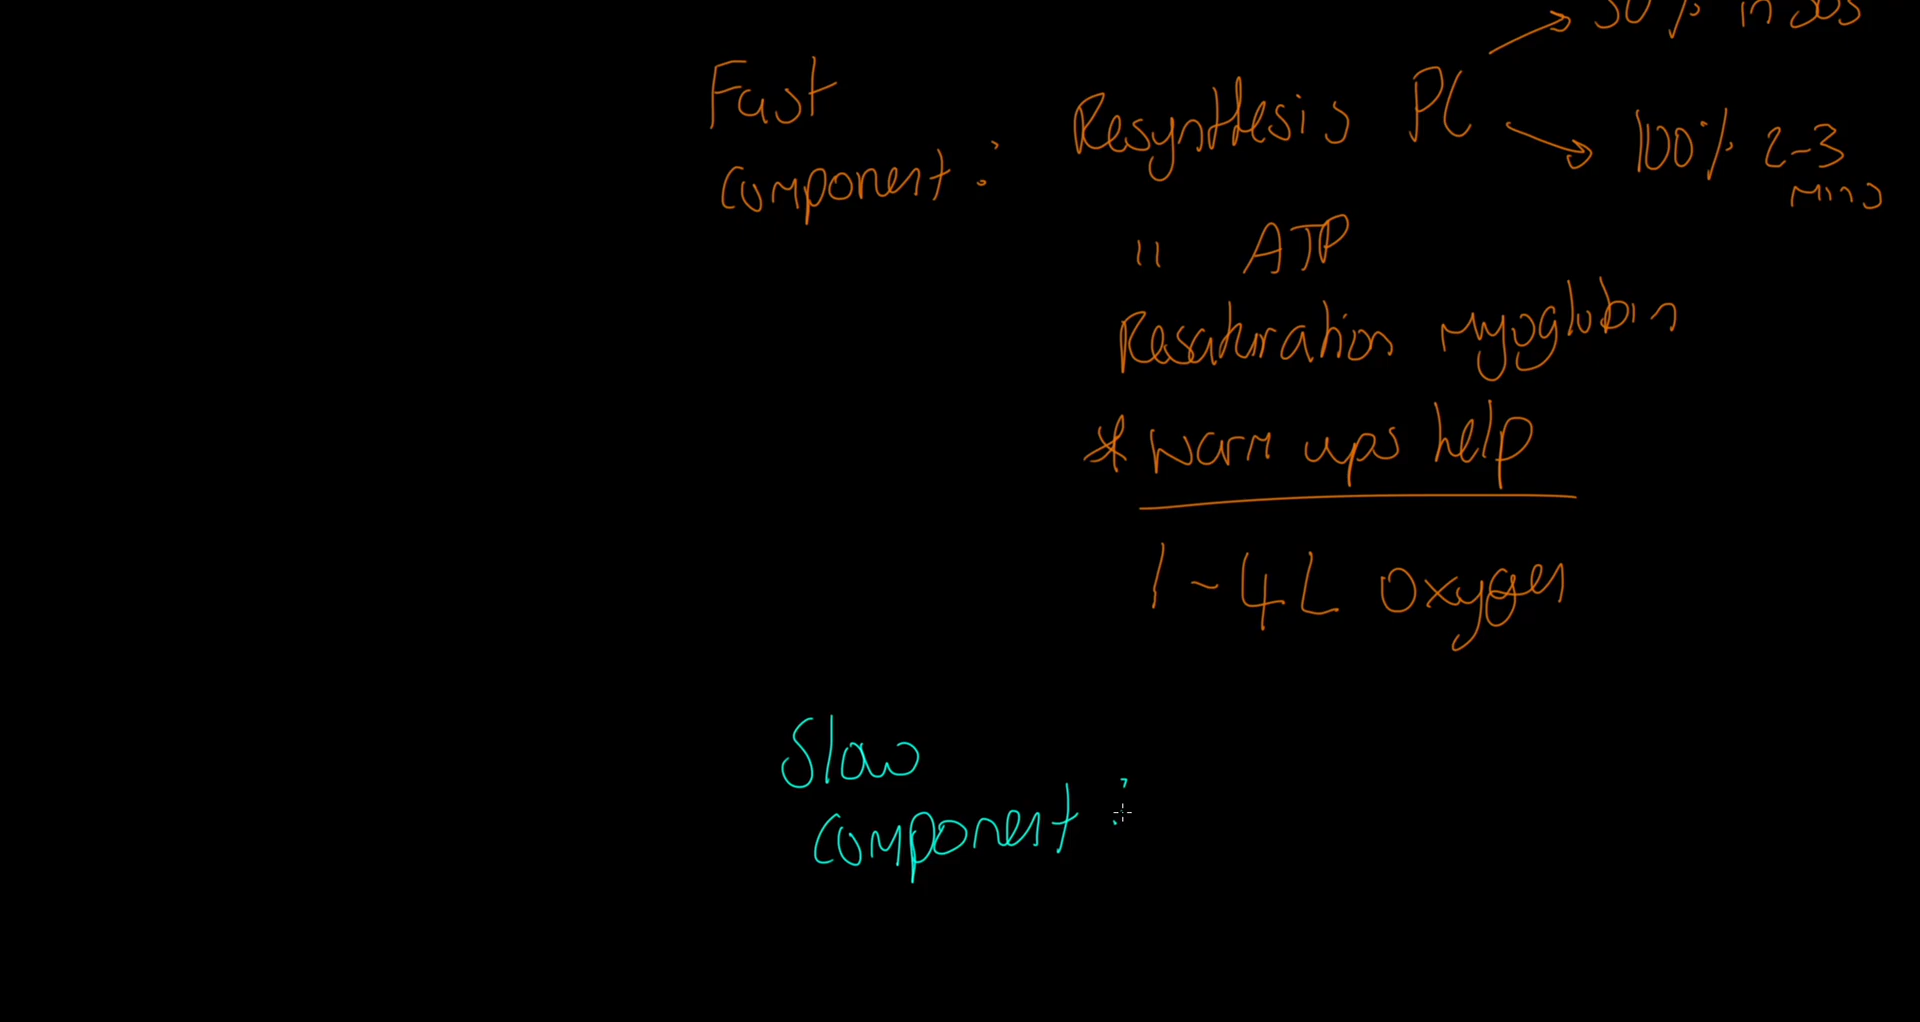 50% in 30s
Fast
component :
Resynthesis PC
100% 2-3
mins
" ATP
Resaturation myoglobin
* Warm ups help
1-4L oxygen
Slow
component :